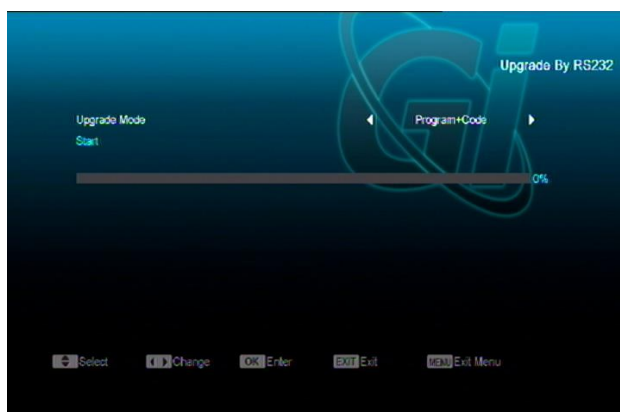 Upgrade By RS232
Upgrade Mode Program+Code
Start
0%
Select Change OK Enter EXIT Exit MENU Exit Menu